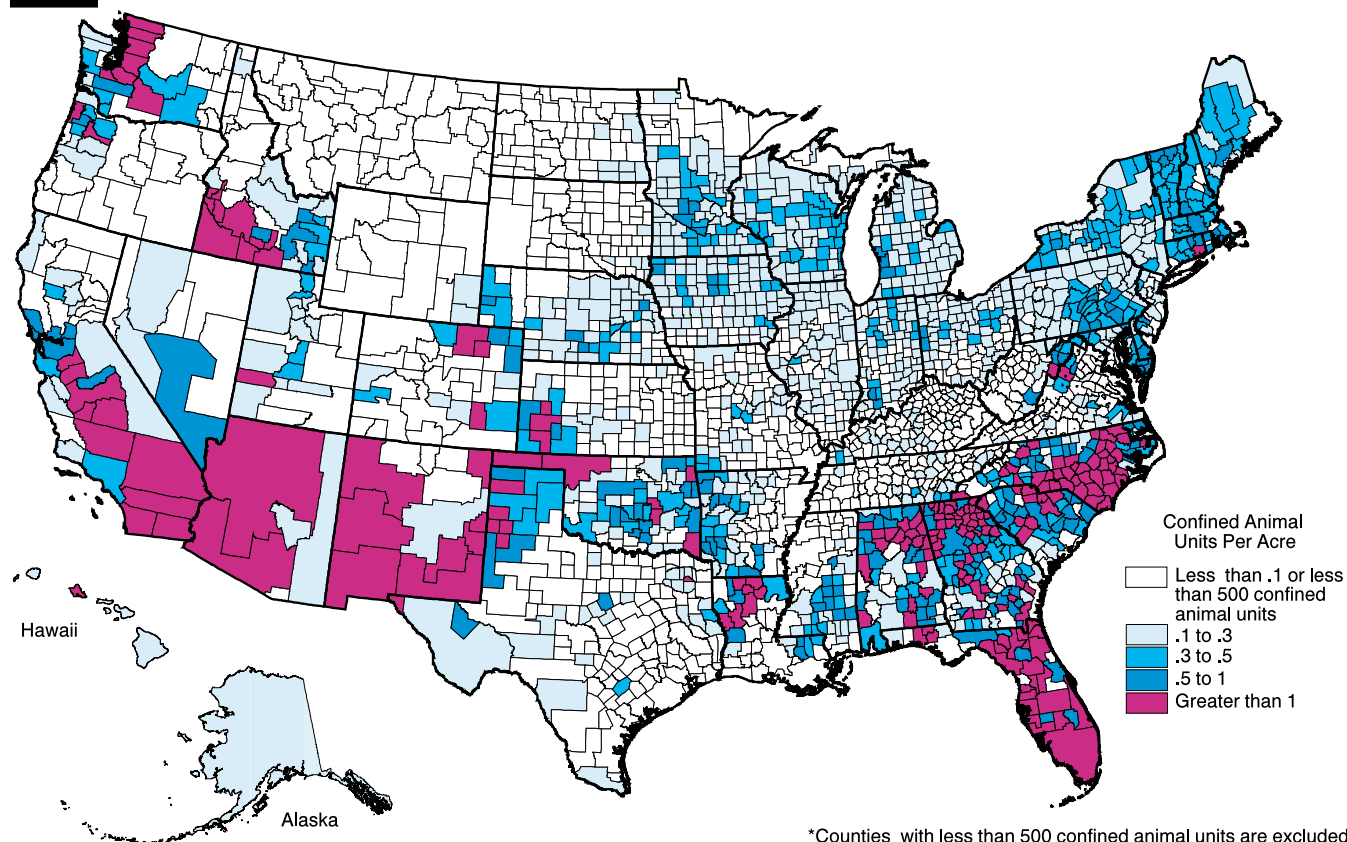 Confined Animal
Units Per Acre
Less than .1 or less
than 500 confined
animal units
.1 to .3
.3 to .5
.5 to 1
Greater than 1
Hawaii
Alaska
*Counties with less than 500 confined animal units are excluded